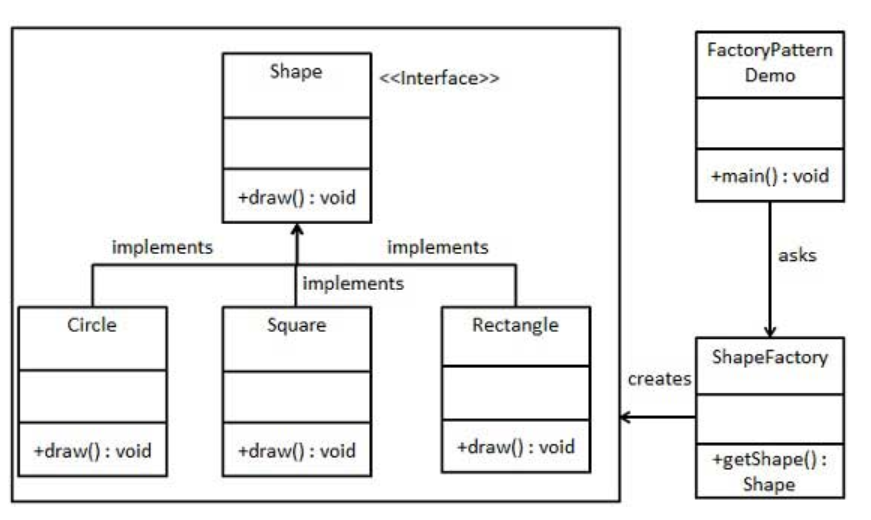 Shape
<<Interface>>
+draw() : void
implements
implements
implements
Circle
+draw() : void
Square
+draw() : void
Rectangle
+draw() : void
FactoryPattern
Demo
+main() : void
asks
ShapeFactory
+getShape() :
Shape
creates